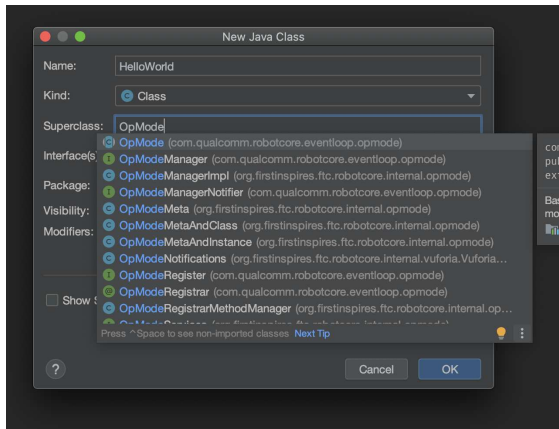 New Java Class
Name: HelloWorld
Kind: Class
Superclass: OpMode
Interface(s)
Package:
Visibility:
Modifiers:
OpMode (com.qualcomm.robotcore.eventloop.opmode)
OpModeManager (com.qualcomm.robotcore.eventloop.opmode)
OpModeManagerImpl (org.firstinspires.ftc.robotcore.internal.opmode)
OpModeManagerNotifier (com.qualcomm.robotcore.eventloop.opmode)
OpModeMeta (org.firstinspires.ftc.robotcore.internal.opmode)
OpModeMetaAndClass (org.firstinspires.ftc.robotcore.internal.opmode)
OpModeMetaAndInstance (org.firstinspires.ftc.robotcore.internal.opmode)
OpModeNotifications (org.firstinspires.ftc.robotcore.internal.vuforia.Vuforia...
OpModeRegister (com.qualcomm.robotcore.eventloop.opmode)
OpModeRegistrar (com.qualcomm.robotcore.eventloop.opmode)
OpModeRegistrarMethodManager (org.firstinspires.ftc.robotcore.internal.op...
Press ^Space to see non-imported classes Next Tip
Show
? Cancel OK